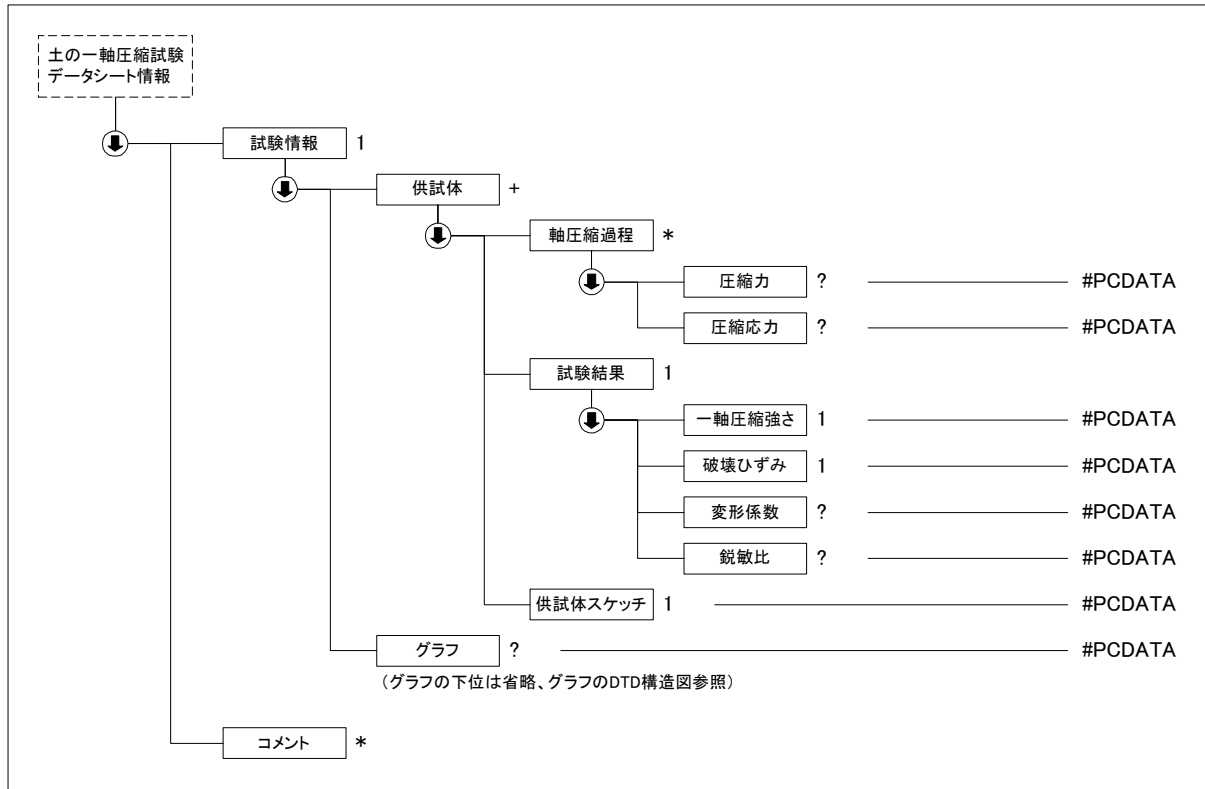 土の一軸圧縮試験
データシート情報
試験情報 1
供試体 +
軸圧縮過程 *
圧縮力 ? #PCDATA
圧縮応力 ? #PCDATA
試験結果 1
一軸圧縮強さ 1 #PCDATA
破壊ひずみ 1 #PCDATA
変形係数 ? #PCDATA
鋭敏比 ? #PCDATA
供試体スケッチ 1 #PCDATA
グラフ ? #PCDATA
(グラフの下位は省略、グラフのDTD構造図参照)
コメント *